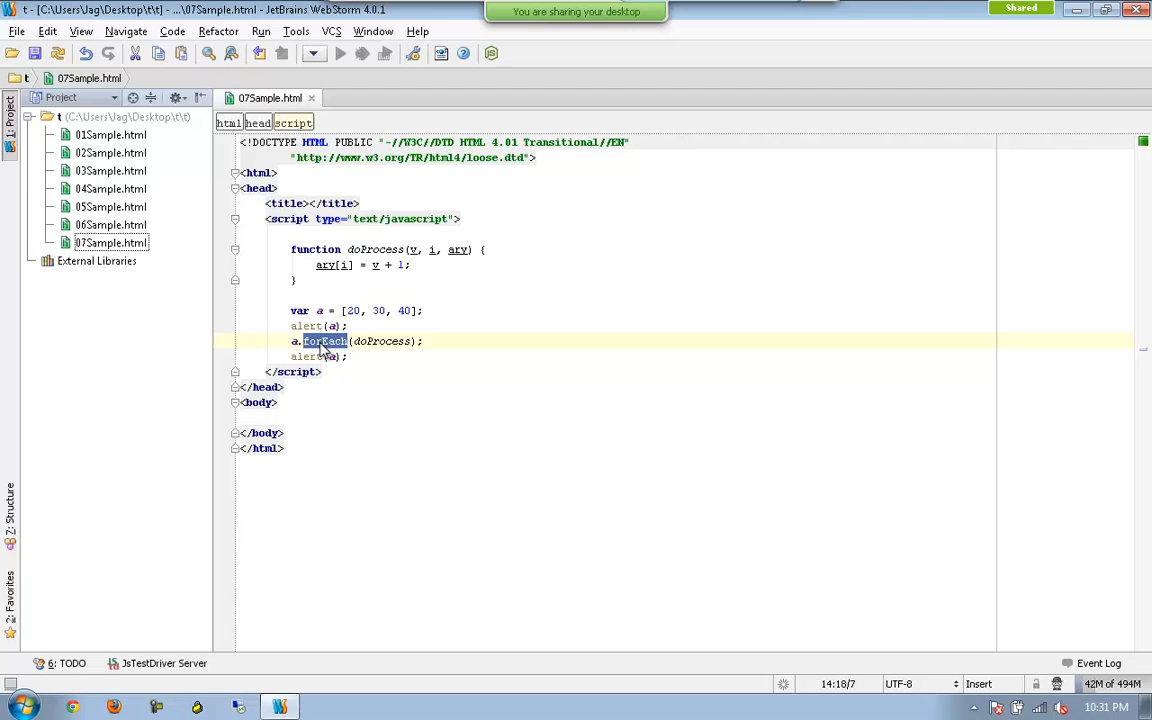 t - [C:\Users\Jag\Desktop\t\t] - ...\07Sample.html - JetBrains WebStorm 4.0.1
You are sharing your desktop
Shared
File Edit View Navigate Code Refactor Run Tools VCS Window Help
t 07Sample.html
Project
07Sample.html
1: Project
t (C:\Users\Jag\Desktop\t\t)
01Sample.html
02Sample.html
03Sample.html
04Sample.html
05Sample.html
06Sample.html
07Sample.html
External Libraries
html head script
<!DOCTYPE HTML PUBLIC "-//W3C//DTD HTML 4.01 Transitional//EN"
"http://www.w3.org/TR/html4/loose.dtd">
<html>
<head>
<title></title>
<script type="text/javascript">
function doProcess(v, i, ary) {
ary[i] = v + 1;
}
var a = [20, 30, 40];
alert(a);
a.forEach(doProcess);
alert(a);
</script>
</head>
<body>
</body>
</html>
7: Structure
2: Favorites
6: TODO JsTestDriver Server
Event Log
14:18/7 UTF-8 Insert 42M of 494M
10:31 PM